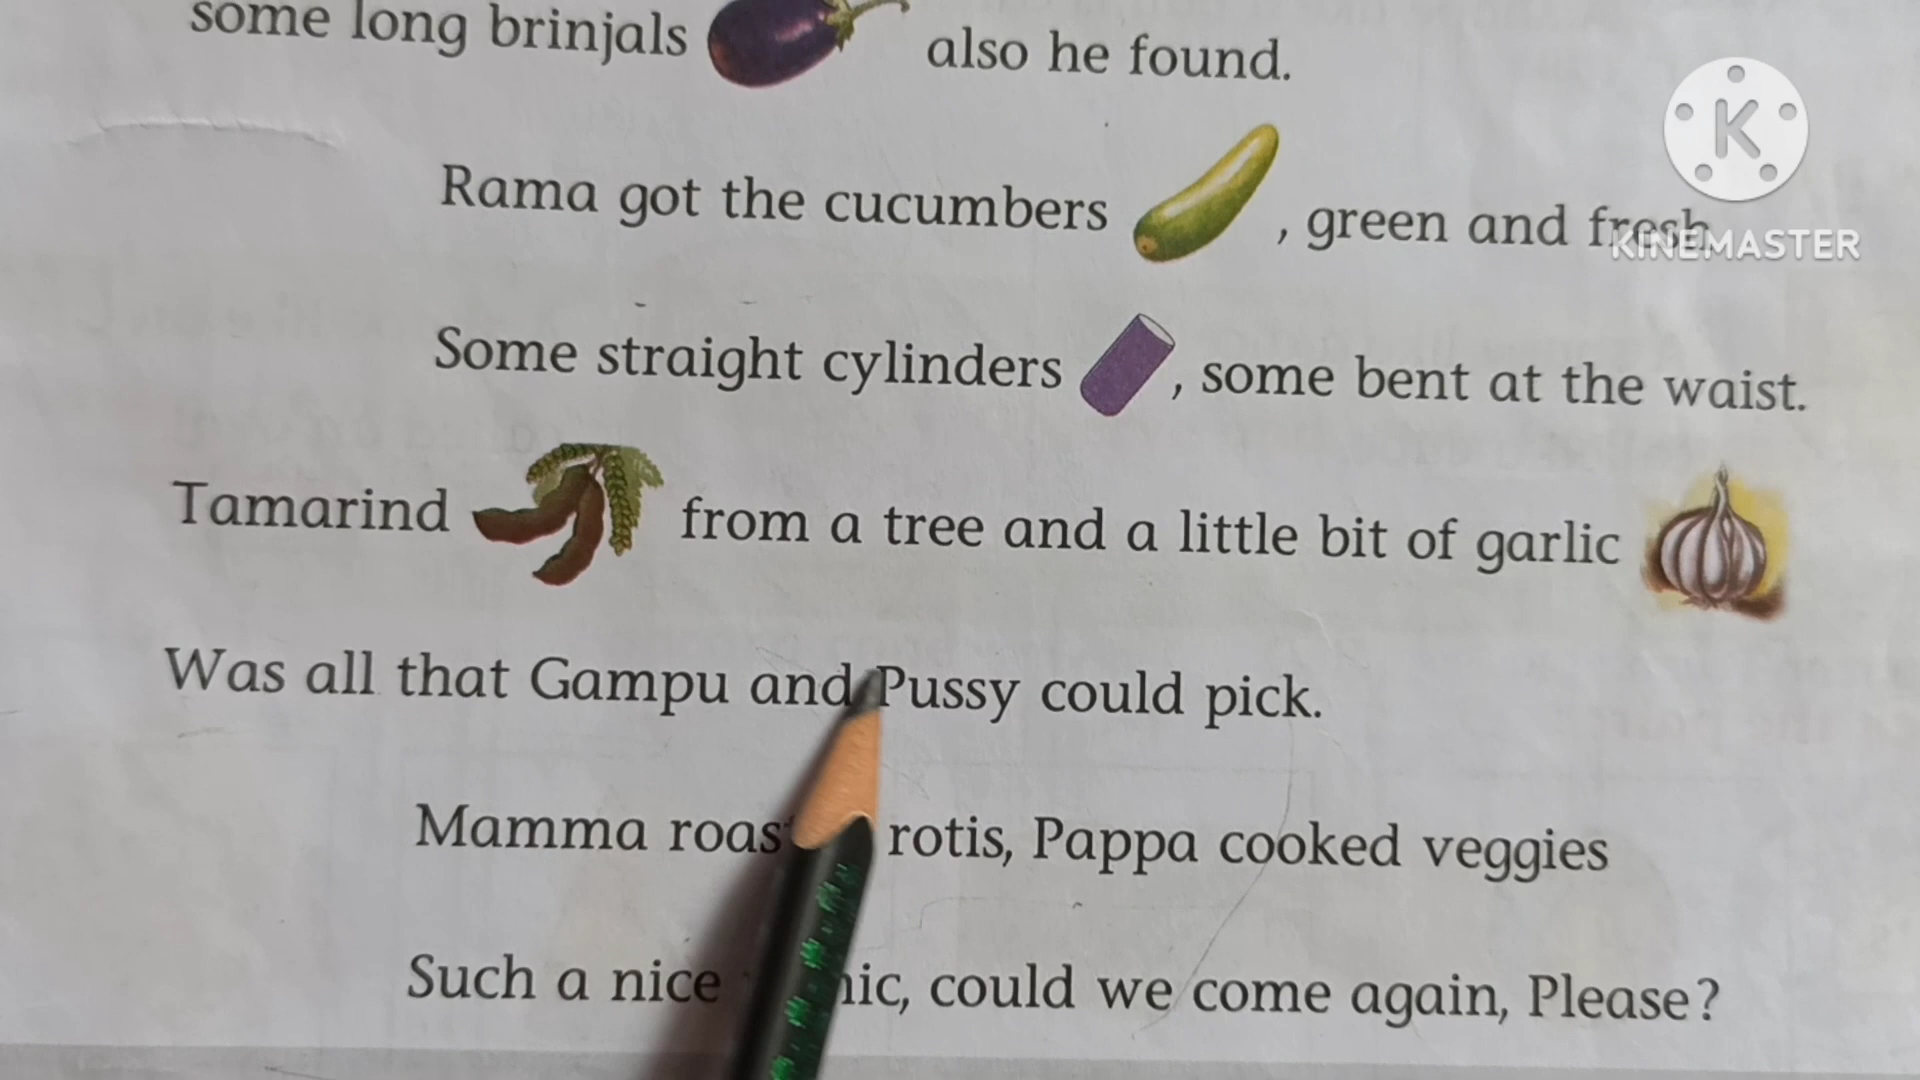 some long brinjals also he found.
Rama got the cucumbers , green and fresh
Some straight cylinders , some bent at the waist.
Tamarind from a tree and a little bit of garlic
Was all that Gampu and Pussy could pick.
Mamma rotis, Pappa cooked veggies
Such a nice could we come again, Please?
K
KINEMASTER